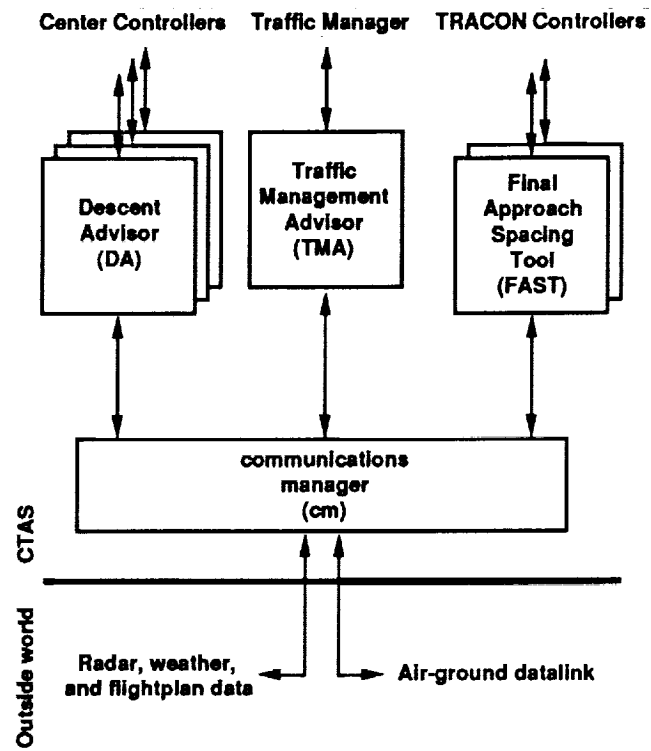 Center Controllers
Traffic Manager
TRACON Controllers
Descent
Advisor
(DA)
Traffic
Management
Advisor
(TMA)
Final
Approach
Spacing
Tool
(FAST)
communications
manager
(cm)
CTAS
Outside world
Radar, weather,
and flightplan data
Air-ground datalink